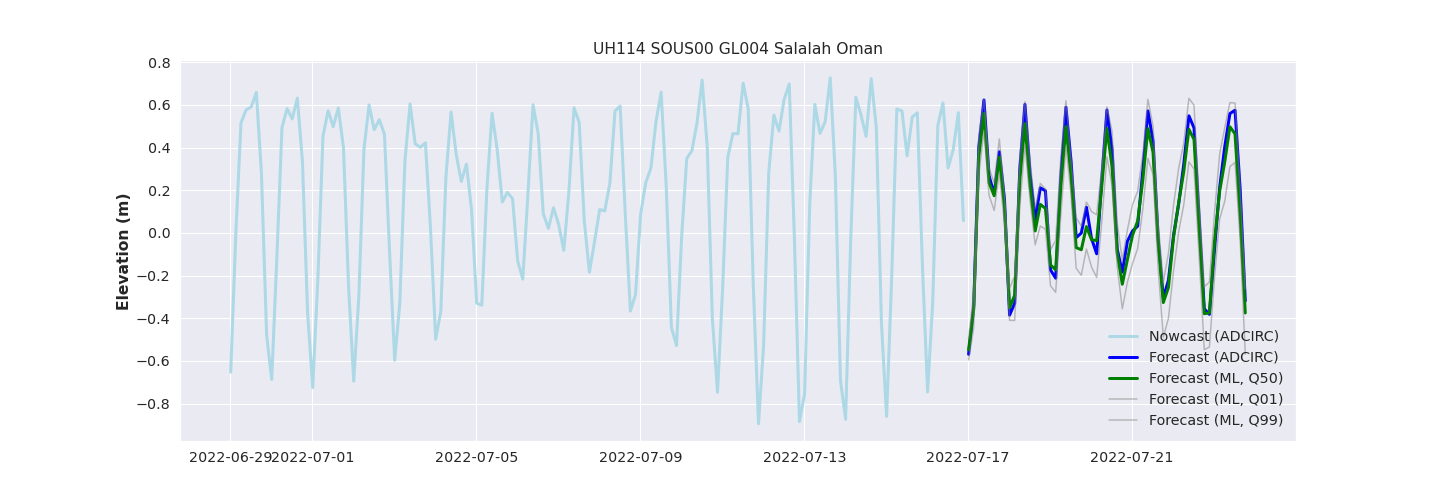 UH114 SOUS00 GL004 Salalah Oman
Elevation (m)
0.8
0.6
0.4
0.2
0.0
−0.2
−0.4
−0.6
−0.8
Nowcast (ADCIRC)
Forecast (ADCIRC)
Forecast (ML, Q50)
Forecast (ML, Q01)
Forecast (ML, Q99)
2022-06-29 2022-07-01 2022-07-05 2022-07-09 2022-07-13 2022-07-17 2022-07-21